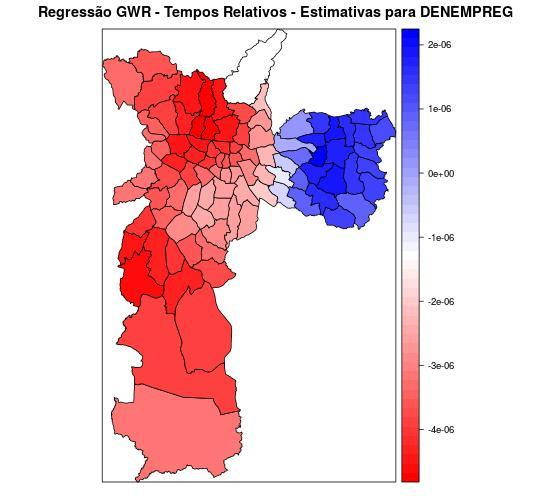 Regressão GWR - Tempos Relativos - Estimativas para DENEMPREG
2e-06
1e-06
0e+00
-1e-06
-2e-06
-3e-06
-4e-06